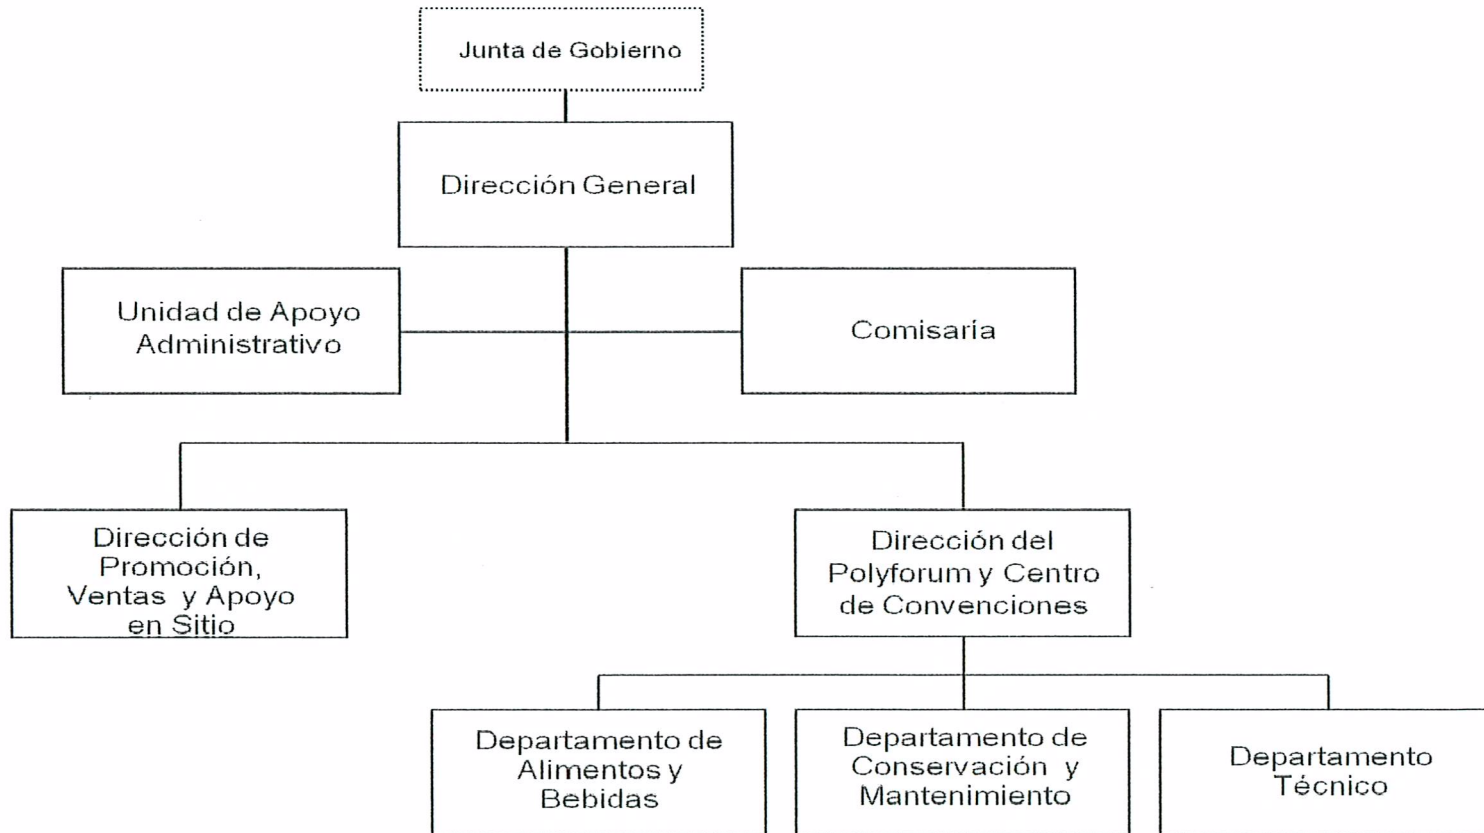 Junta de Gobierno
Dirección General
Unidad de Apoyo
Administrativo
Comisaría
Dirección de
Promoción,
Ventas y Apoyo
en Sitio
Dirección del
Polyforum y Centro
de Convenciones
Departamento de
Alimentos y
Bebidas
Departamento de
Conservación y
Mantenimiento
Departamento
Técnico